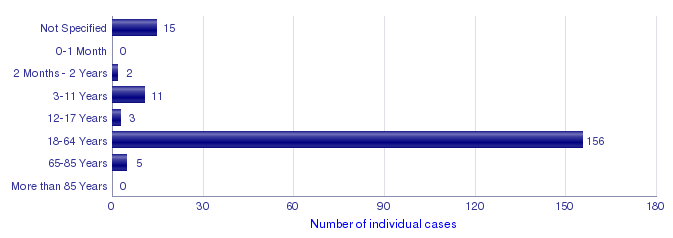 Not Specified 15
0-1 Month 0
2 Months - 2 Years 2
3-11 Years 11
12-17 Years 3
18-64 Years 156
65-85 Years 5
More than 85 Years 0
0 30 60 90 120 150 180
Number of individual cases